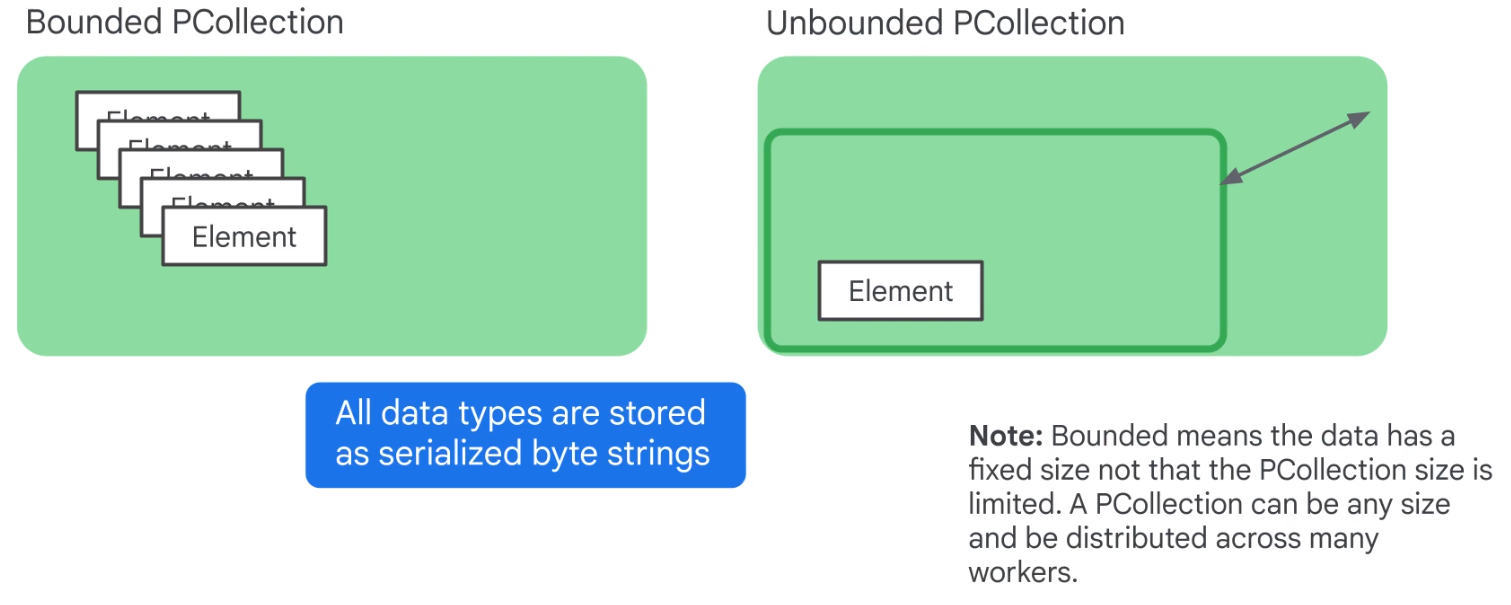 Bounded PCollection
Unbounded PCollection
Element
Element
Element
Element
Element
Element
All data types are stored
as serialized byte strings
Note: Bounded means the data has a
fixed size not that the PCollection size is
limited. A PCollection can be any size
and be distributed across many
workers.